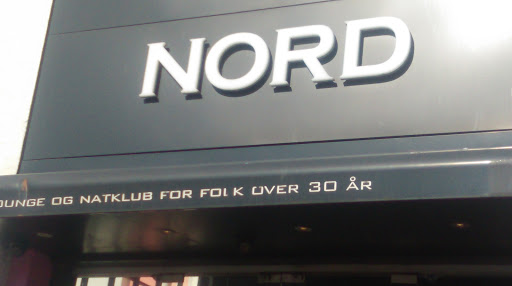 NORD
OUNGE OG NATKLUB FOR FOLK OVER 30 ÅR